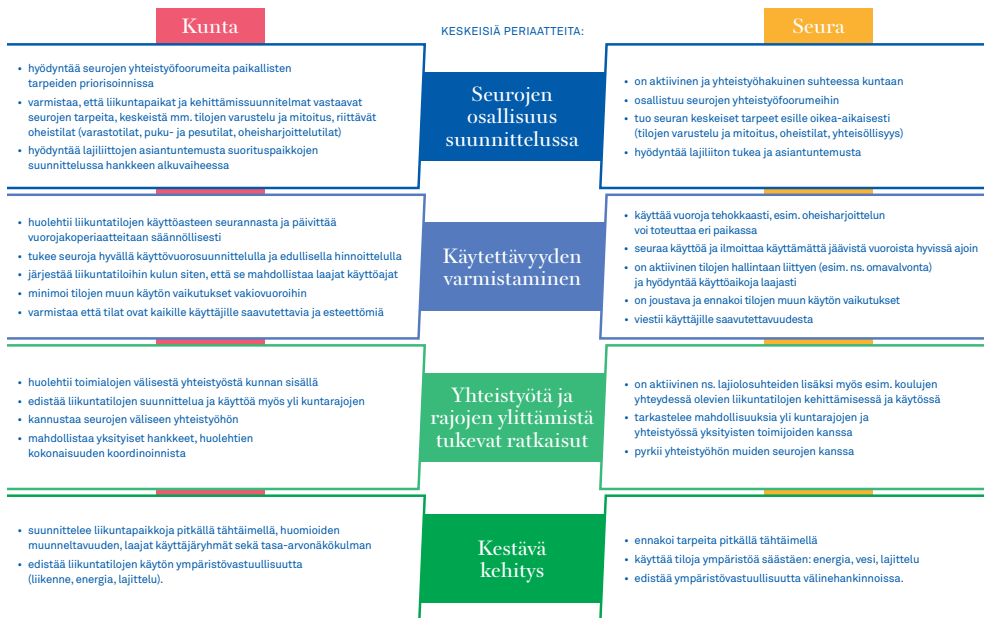 Kunta
KESKEISIÄ PERIAATTEITA:
Seura
• hyödyntää seurojen yhteistyöfoorumeita paikallisten
tarpeiden priorisoinnissa
• varmistaa, että liikuntapaikat ja kehittämissuunnitelmat vastaavat
seurojen tarpeita, keskeistä mm. tilojen varustelu ja mitoitus, riittävät
oheistilat (varastotilat, puku- ja pesutilat, oheisharjoittelutilat)
• hyödyntää lajiliittojen asiantuntemusta suorituspaikkojen
suunnittelussa hankkeen alkuvaiheessa
Seurojen
osallisuus
suunnittelussa
• on aktiivinen ja yhteistyöhakuinen suhteessa kuntaan
• osallistuu seurojen yhteistyöfoorumeihin
• tuo seuran keskeiset tarpeet esille oikea-aikaisesti
(tilojen varustelu ja mitoitus, oheistilat, yhteisöllisyys)
• hyödyntää lajiliiton tukea ja asiantuntemusta
• huolehtii liikuntatilojen käyttöasteen seurannasta ja päivittää
vuorojakoperiaatteitaan säännöllisesti
• tukee seuroja hyvällä käyttövuorosuunnittelulla ja edullisella hinnoittelulla
• järjestää liikuntatiloihin kulun siten, että se mahdollistaa laajat käyttöajat
• minimoi tilojen muun käytön vaikutukset vakiovuoroihin
• varmistaa että tilat ovat kaikille käyttäjille saavutettavia ja esteettömiä
Käytettävyyden
varmistaminen
• käyttää vuoroja tehokkaasti, esim. oheisharjoittelun
voi toteuttaa eri paikassa
• seuraa käyttöä ja ilmoittaa käyttämättä jäävistä vuoroista hyvissä ajoin
• on aktiivinen tilojen hallintaan liittyen (esim. ns. omavalvonta)
ja hyödyntää käyttöaikoja laajasti
• on joustava ja ennakoi tilojen muun käytön vaikutukset
• viestii käyttäjille saavutettavuudesta
• huolehtii toimialojen välisestä yhteistyöstä kunnan sisällä
• edistää liikuntatilojen suunnittelua ja käyttöä myös yli kuntarajojen
• kannustaa seurojen väliseen yhteistyöhön
• mahdollistaa yksityiset hankkeet, huolehtien
kokonaisuuden koordinoinnista
Yhteistyötä ja
rajojen ylittämistä
tukevat ratkaisut
• on aktiivinen ns. lajiolosuhteiden lisäksi myös esim. koulujen
yhteydessä olevien liikuntatilojen kehittämisessä ja käytössä
• tarkastelee mahdollisuuksia yli kuntarajojen ja
yhteistyössä yksityisten toimijoiden kanssa
• pyrkii yhteistyöhön muiden seurojen kanssa
• suunnittelee liikuntapaikkoja pitkällä tähtäimellä, huomioiden
muunneltavuuden, laajat käyttäjäryhmät sekä tasa-arvonäkökulman
• edistää liikuntatilojen käytön ympäristövastuullisuutta
(liikenne, energia, lajittelu).
Kestävä
kehitys
• ennakoi tarpeita pitkällä tähtäimellä
• käyttää tiloja ympäristöä säästäen: energia, vesi, lajittelu
• edistää ympäristövastuullisuutta välinehankinnoissa.